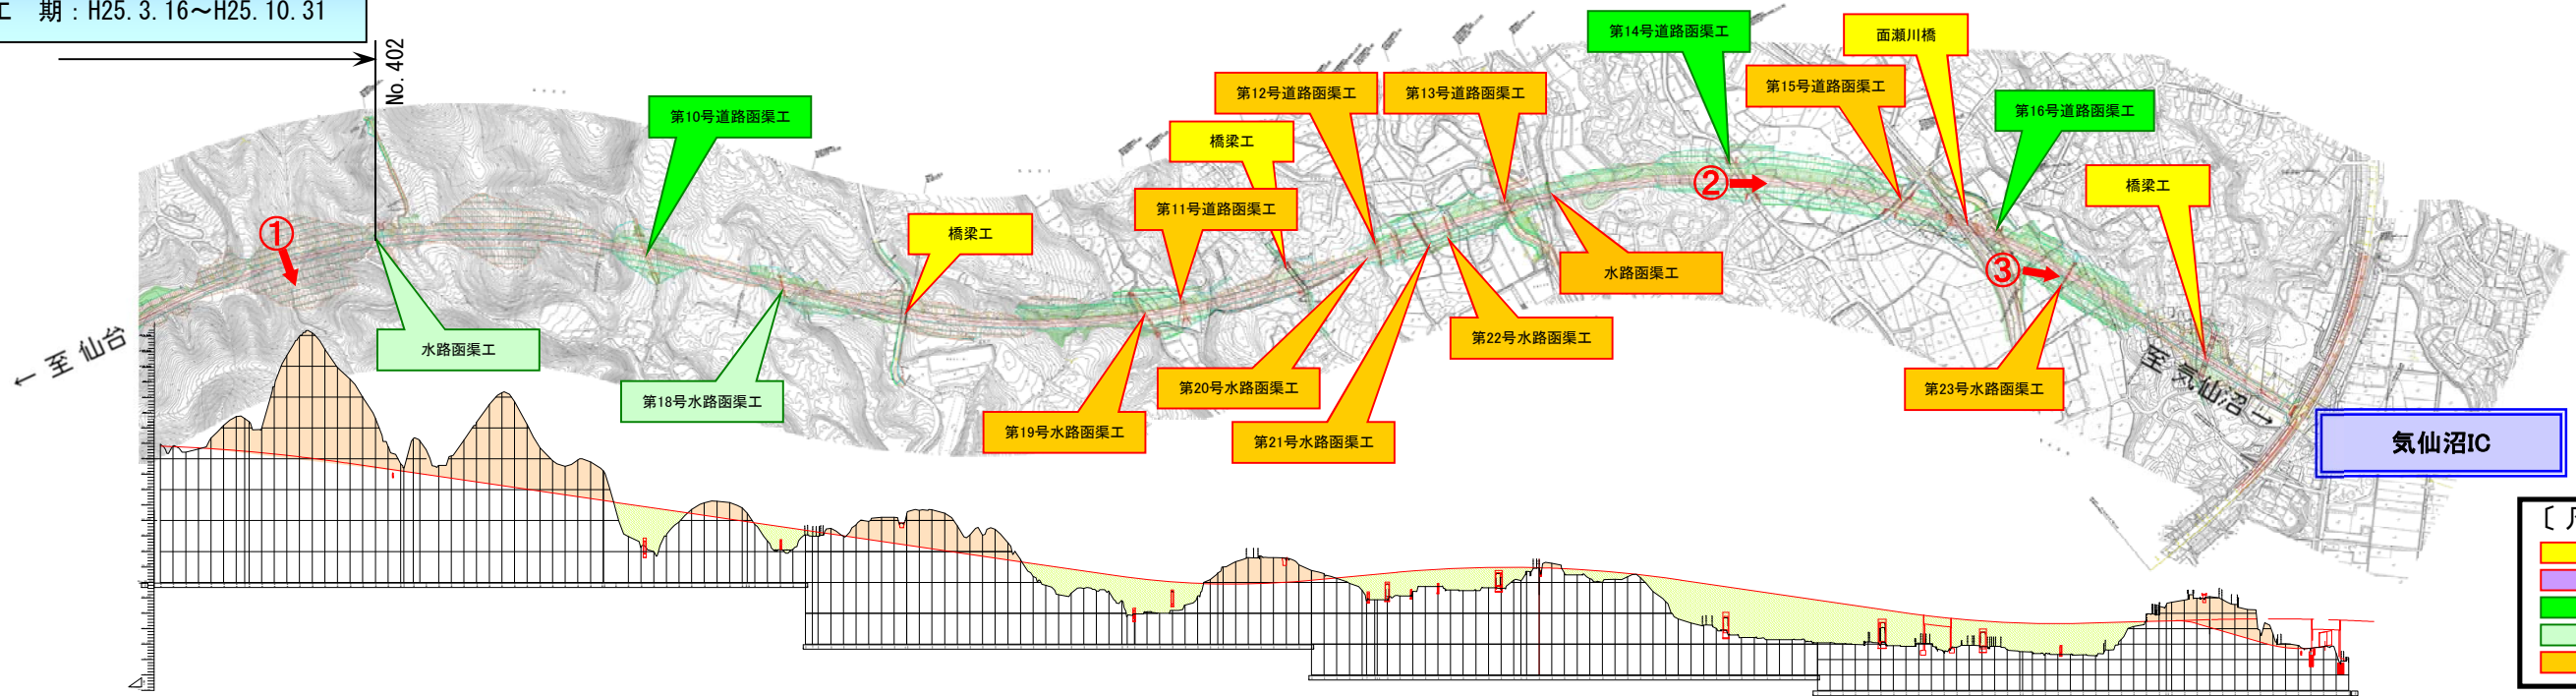 工 期：H25.3.16～H25.10.31
No.402
第14号道路函渠工
面瀬川橋
第12号道路函渠工
第13号道路函渠工
第15号道路函渠工
第10号道路函渠工
第16号道路函渠工
橋梁工
橋梁工
第11号道路函渠工
②
①
橋梁工
水路函渠工
③
← 至 仙台
水路函渠工
第22号水路函渠工
至 気仙沼 →
第18号水路函渠工
第20号水路函渠工
第23号水路函渠工
第19号水路函渠工
第21号水路函渠工
気仙沼IC